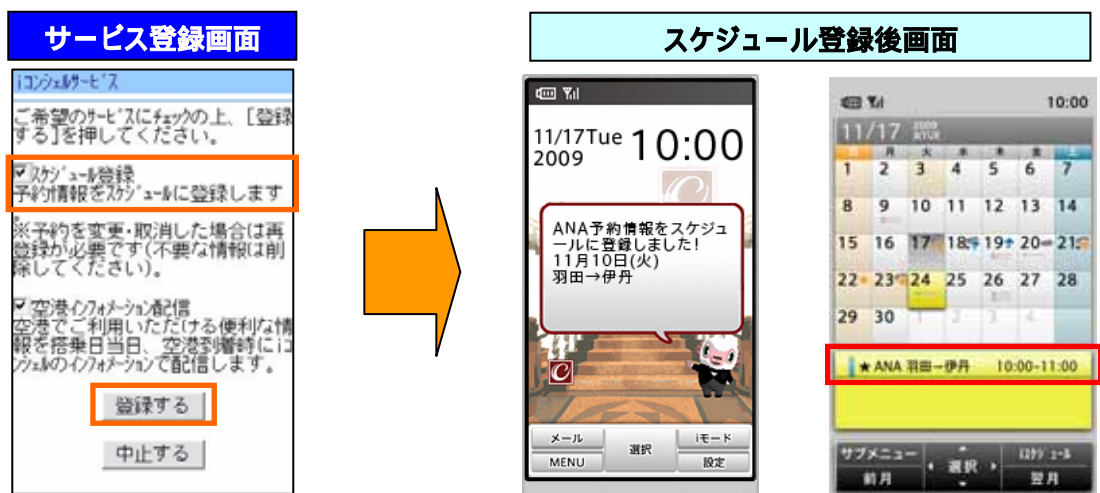 サービス登録画面
iコンシェルサービス
ご希望のサービスにチェックの上、[登録
する]を押してください。
スケジュール登録
予約情報をスケジュールに登録します
※予約を変更・取消した場合は再
登録が必要です(不要な情報は削
除してください)。
空港インフォメーション配信
空港でご利用いただける便利な情
報を搭乗日当日、空港到着時にiコ
ンシェルのインフォメーションで配信します。
登録する
中止する
スケジュール登録後画面
11/17Tue
2009
10:00
ANA予約情報をスケジュ
ールに登録しました!
11月10日(火)
羽田→伊丹
メール
iモード
選択
MENU
設定
10:00
11/17 2009
日 月 火 水 木 金 土
1 2 3 4 5 6 7
8 9 10 11 12 13 14
15 16 17 18 19 20 21
22 23 24 25 26 27 28
29 30 1 2 3 4
★ANA 羽田→伊丹 10:00-11:00
サブメニュー
選択
前月
翌月